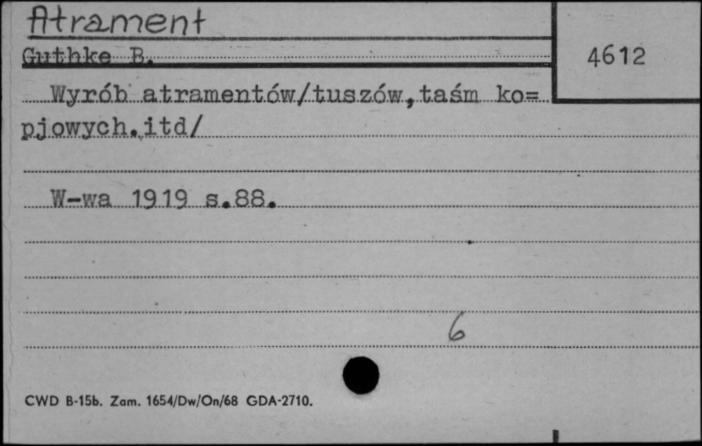 Atrament
Guthke B.
4612
Wyrób atramentów/tuszów,taśm ko=
pjowych.itd/
W-wa 1919 s.88.
6
CWD B-15b. Zam. 1654/Dw/On/68 GDA-2710.